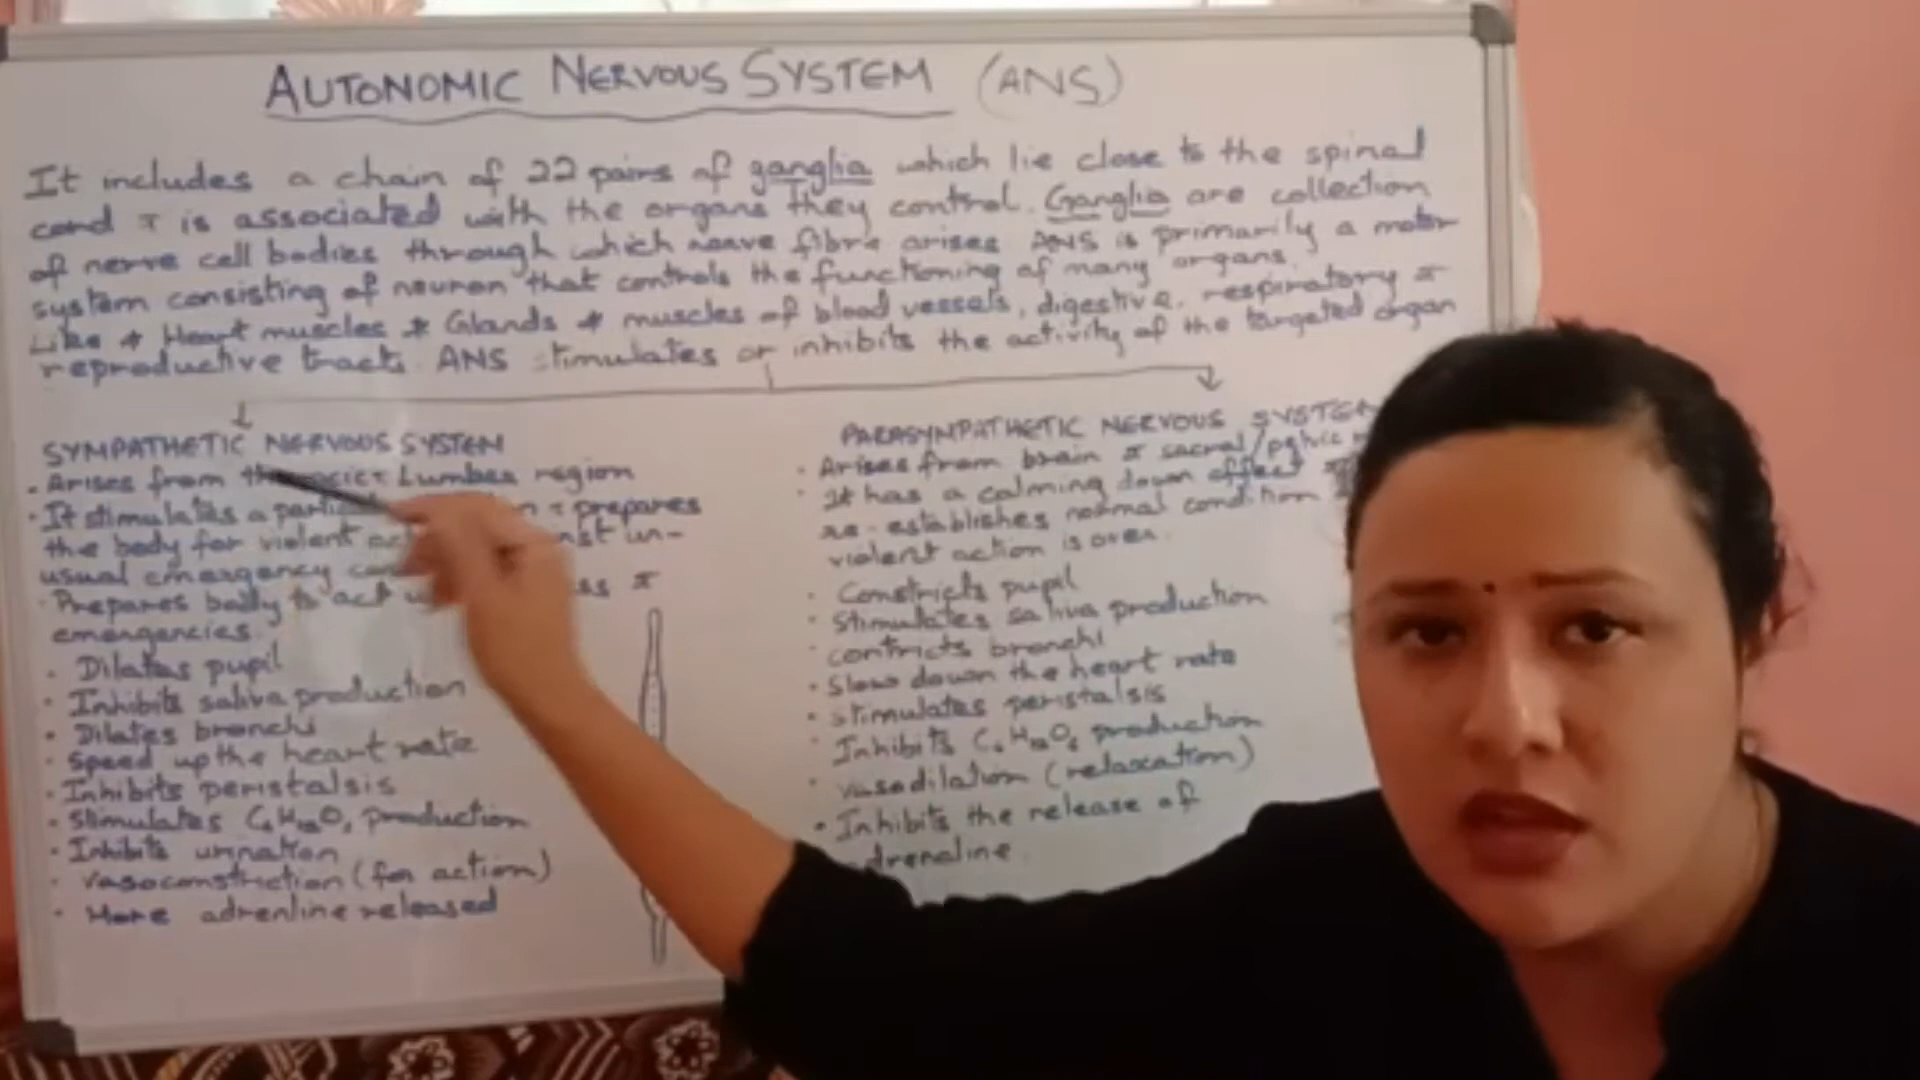 AUTONOMIC NERVOUS SYSTEM (ANS)
It includes a chain of 22 pairs of ganglia which lie close to the spinal
cord π is associated with the organs they control. Ganglia are collection
of nerve cell bodies through which nerve fibre arises ANS is primarily a motor
system consisting of neuron that controls the functioning of many organs.
Like * Heart muscles * Glands * muscles of blood vessels, digestive, respiratory π
reproductive tracts. ANS stimulates or inhibits the activity of the targeted organ
SYMPATHETIC NERVOUS SYSTEM
• Arises from Lumber region
• It stimulates a prepares
the body for violent un-
usual emergency
• Prepares body to act π
emergencies.
• Dilates pupil
• Inhibits saliva production
• Dilates bronchi
• Speed up the heart rate
• Inhibits peristalsis
• Stimulates C₆H₁₂O₆ production
• Inhibits urination
• Vasoconstriction (for action)
• More adrenline released
PARASYMPATHETIC NERVOUS SYSTEM
• Arises from brain π sacral/pelvic
• It has a calming down effect π
re-establishes normal condition
violent action is over.
• Constricts pupil
• Stimulates saliva production
• contricts bronchi
• Slow down the heart rate
• stimulates peristalsis
• Inhibits C₆H₁₂O₆ production
• vasodilation (relaxation)
• Inhibits the release of
adrenaline